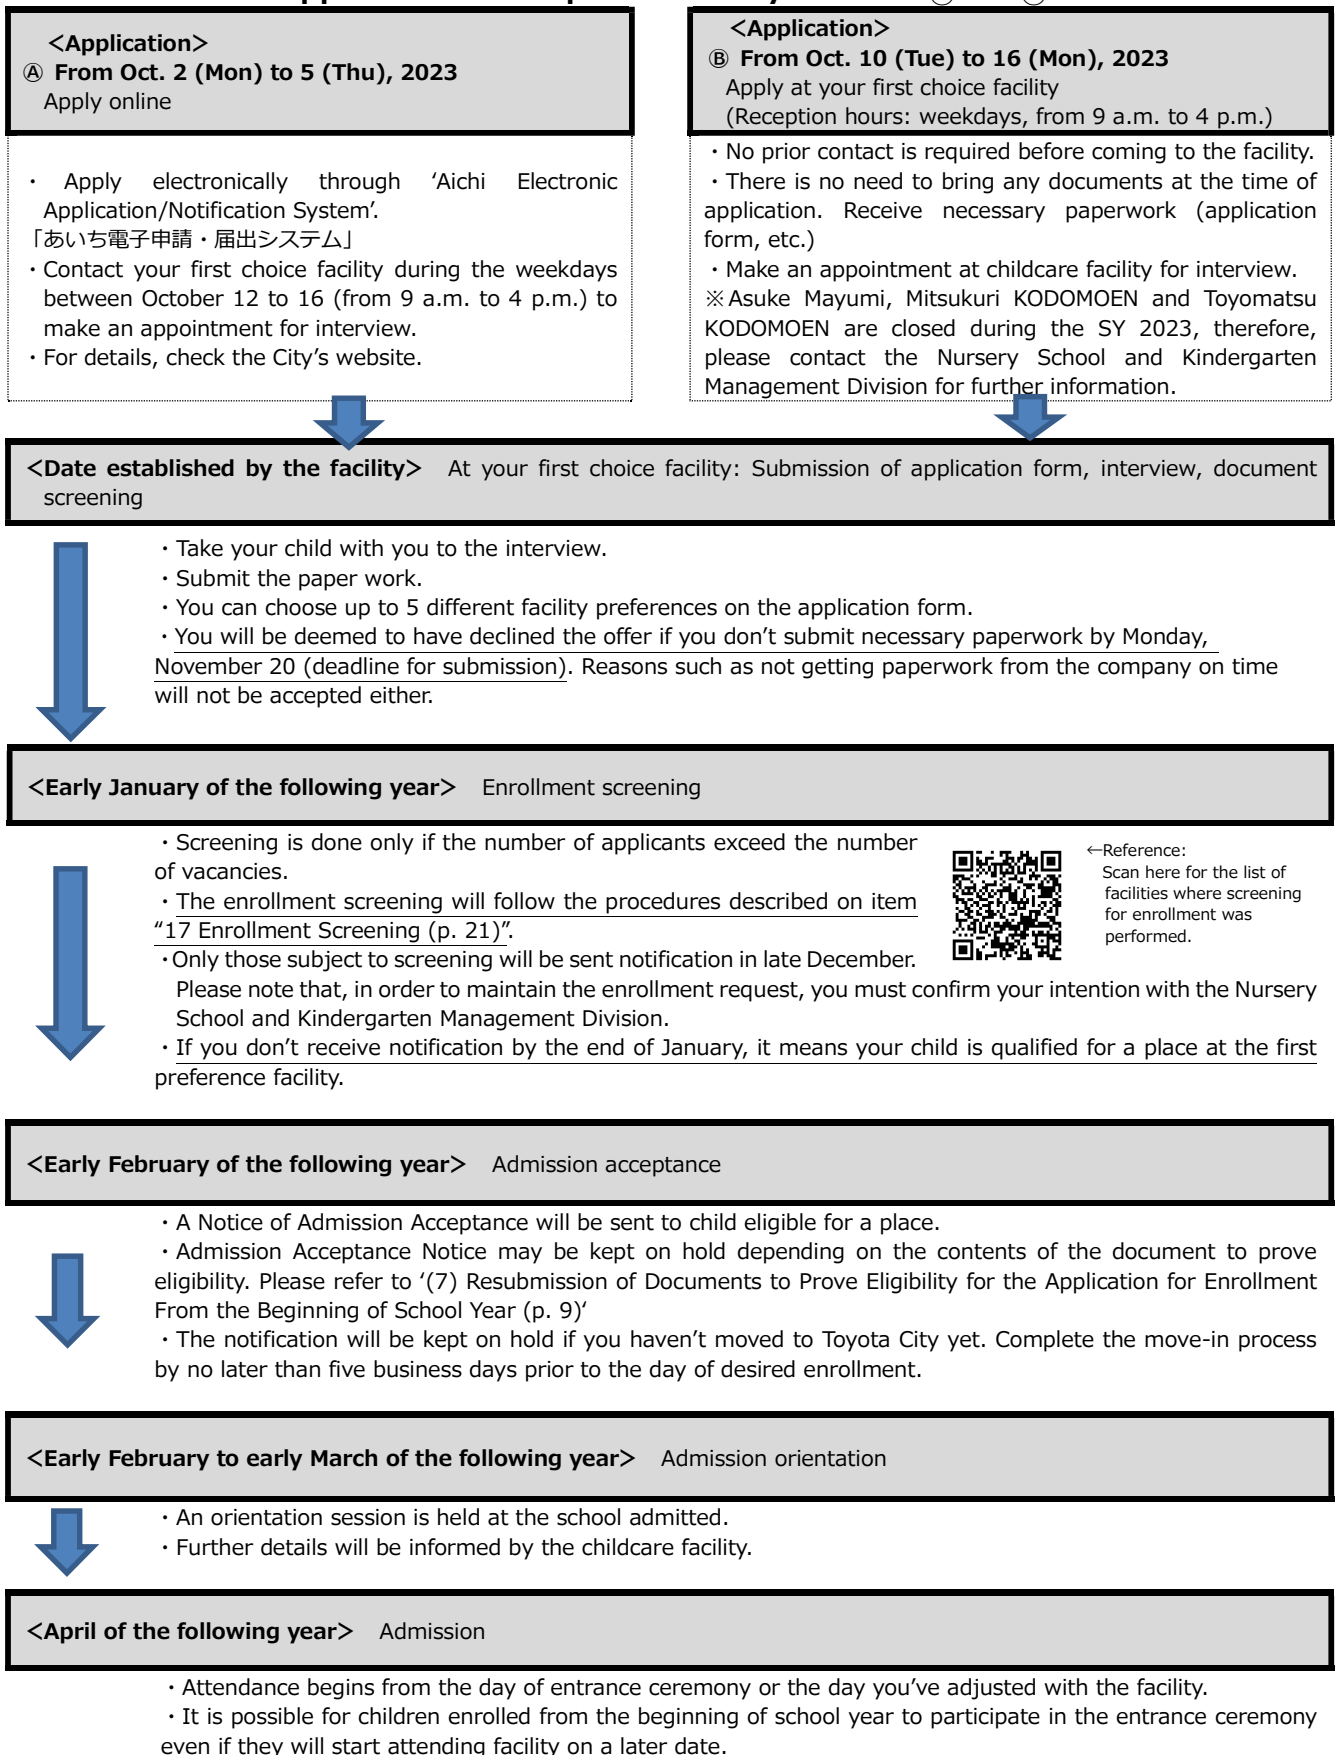 <Application>
Ⓐ From Oct. 2 (Mon) to 5 (Thu), 2023
Apply online
・ Apply electronically through ‘Aichi Electronic
Application/Notification System’.
「あいち電子申請・届出システム」
・Contact your first choice facility during the weekdays
between October 12 to 16 (from 9 a.m. to 4 p.m.) to
make an appointment for interview.
・For details, check the City’s website.
<Application>
Ⓑ From Oct. 10 (Tue) to 16 (Mon), 2023
Apply at your first choice facility
(Reception hours: weekdays, from 9 a.m. to 4 p.m.)
・No prior contact is required before coming to the facility.
・There is no need to bring any documents at the time of
application. Receive necessary paperwork (application
form, etc.)
・Make an appointment at childcare facility for interview.
※Asuke Mayumi, Mitsukuri KODOMOEN and Toyomatsu
KODOMOEN are closed during the SY 2023, therefore,
please contact the Nursery School and Kindergarten
Management Division for further information.
<Date established by the facility> At your first choice facility: Submission of application form, interview, document
screening
・Take your child with you to the interview.
・Submit the paper work.
・You can choose up to 5 different facility preferences on the application form.
・You will be deemed to have declined the offer if you don’t submit necessary paperwork by Monday,
November 20 (deadline for submission). Reasons such as not getting paperwork from the company on time
will not be accepted either.
<Early January of the following year> Enrollment screening
・Screening is done only if the number of applicants exceed the number
of vacancies.
・The enrollment screening will follow the procedures described on item
“17 Enrollment Screening (p. 21)”.
・Only those subject to screening will be sent notification in late December.
Please note that, in order to maintain the enrollment request, you must confirm your intention with the Nursery
School and Kindergarten Management Division.
・If you don’t receive notification by the end of January, it means your child is qualified for a place at the first
preference facility.
←Reference:
Scan here for the list of
facilities where screening
for enrollment was
performed.
<Early February of the following year> Admission acceptance
・A Notice of Admission Acceptance will be sent to child eligible for a place.
・Admission Acceptance Notice may be kept on hold depending on the contents of the document to prove
eligibility. Please refer to ‘(7) Resubmission of Documents to Prove Eligibility for the Application for Enrollment
From the Beginning of School Year (p. 9)‘
・The notification will be kept on hold if you haven’t moved to Toyota City yet. Complete the move-in process
by no later than five business days prior to the day of desired enrollment.
<Early February to early March of the following year> Admission orientation
・An orientation session is held at the school admitted.
・Further details will be informed by the childcare facility.
<April of the following year> Admission
・Attendance begins from the day of entrance ceremony or the day you’ve adjusted with the facility.
・It is possible for children enrolled from the beginning of school year to participate in the entrance ceremony
even if they will start attending facility on a later date.